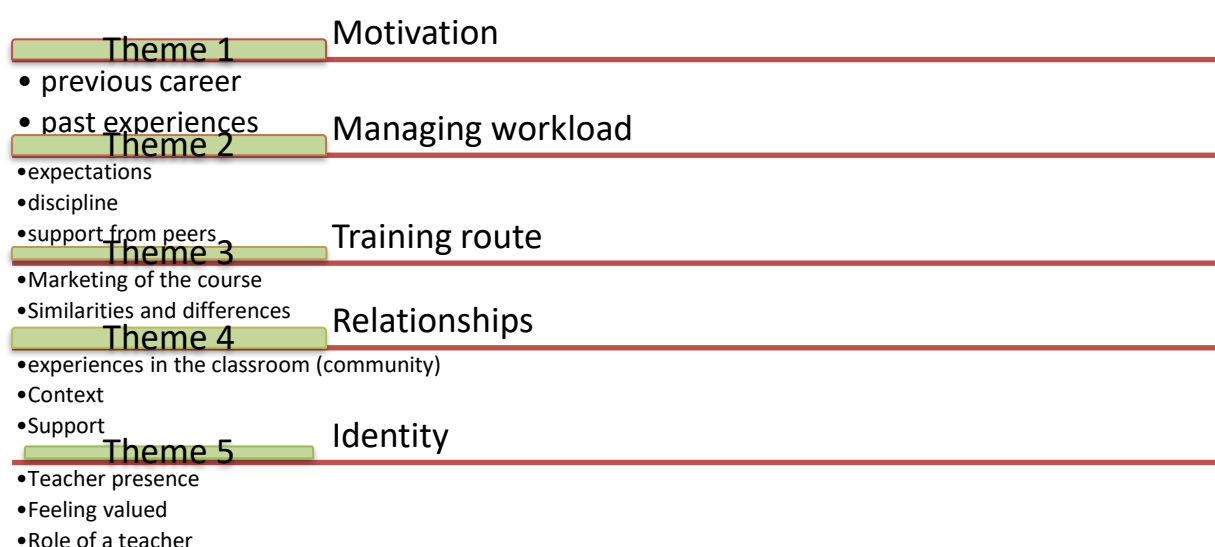 Theme 1 Motivation
• previous career
• past experiences
Theme 2 Managing workload
•expectations
•discipline
•support from peers
Theme 3 Training route
•Marketing of the course
•Similarities and differences
Theme 4 Relationships
•experiences in the classroom (community)
•Context
•Support
Theme 5 Identity
•Teacher presence
•Feeling valued
•Role of a teacher